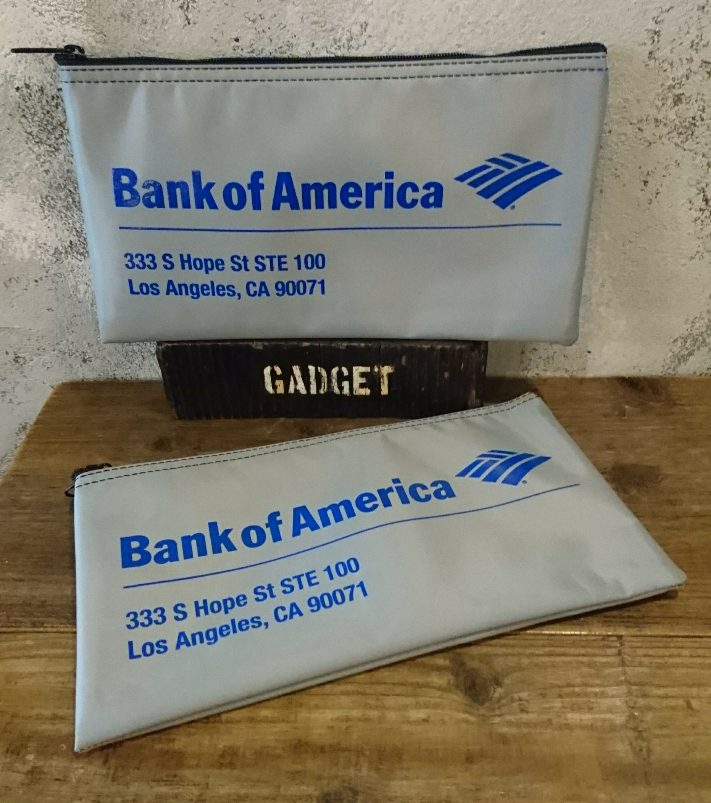 Bank of America
333 S Hope St STE 100
Los Angeles, CA 90071
GADGET
Bank of America
333 S Hope St STE 100
Los Angeles, CA 90071